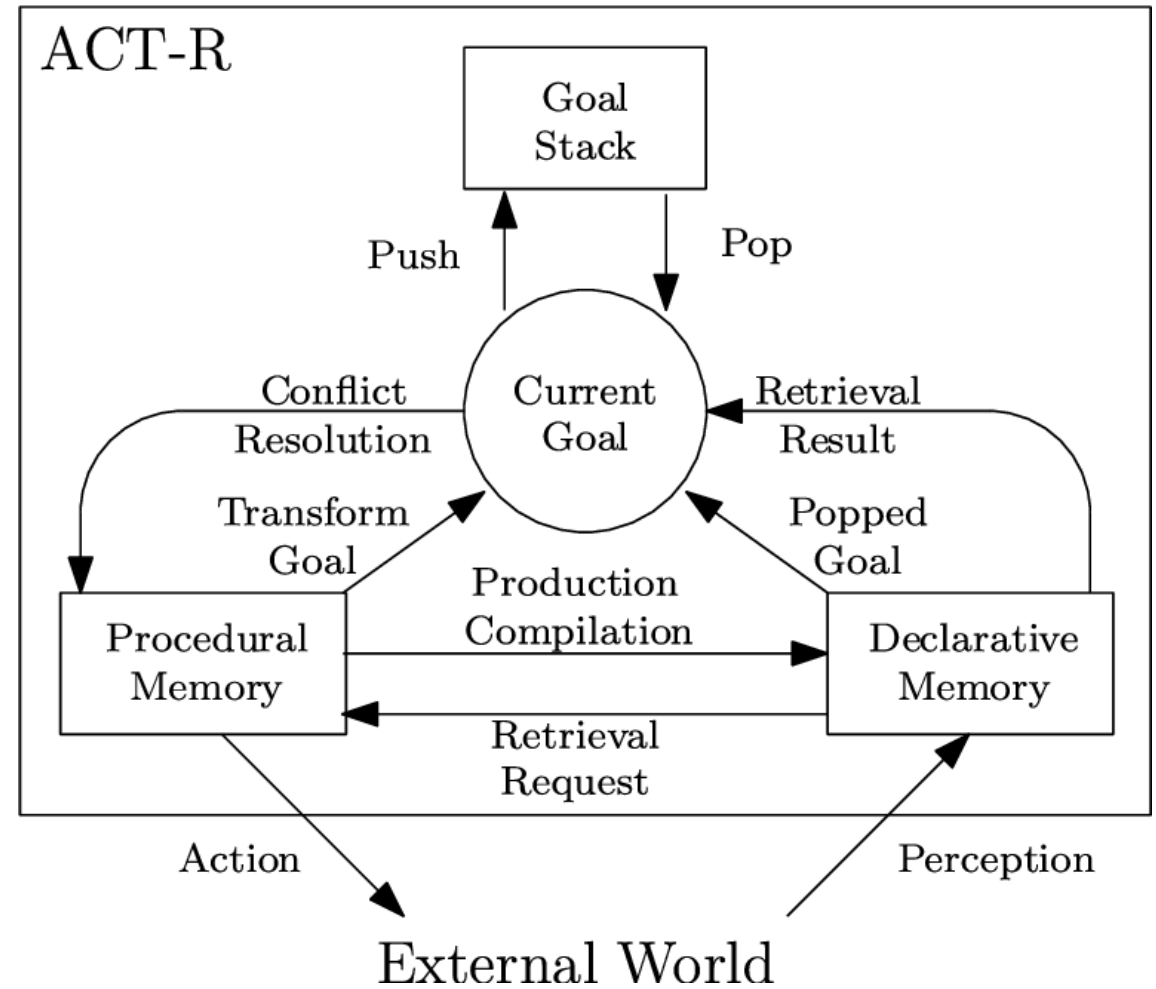 ACT-R
Goal
Stack
Push
Pop
Current
Goal
Conflict
Resolution
Retrieval
Result
Transform
Goal
Popped
Goal
Production
Compilation
Procedural
Memory
Declarative
Memory
Retrieval
Request
Action
Perception
External World